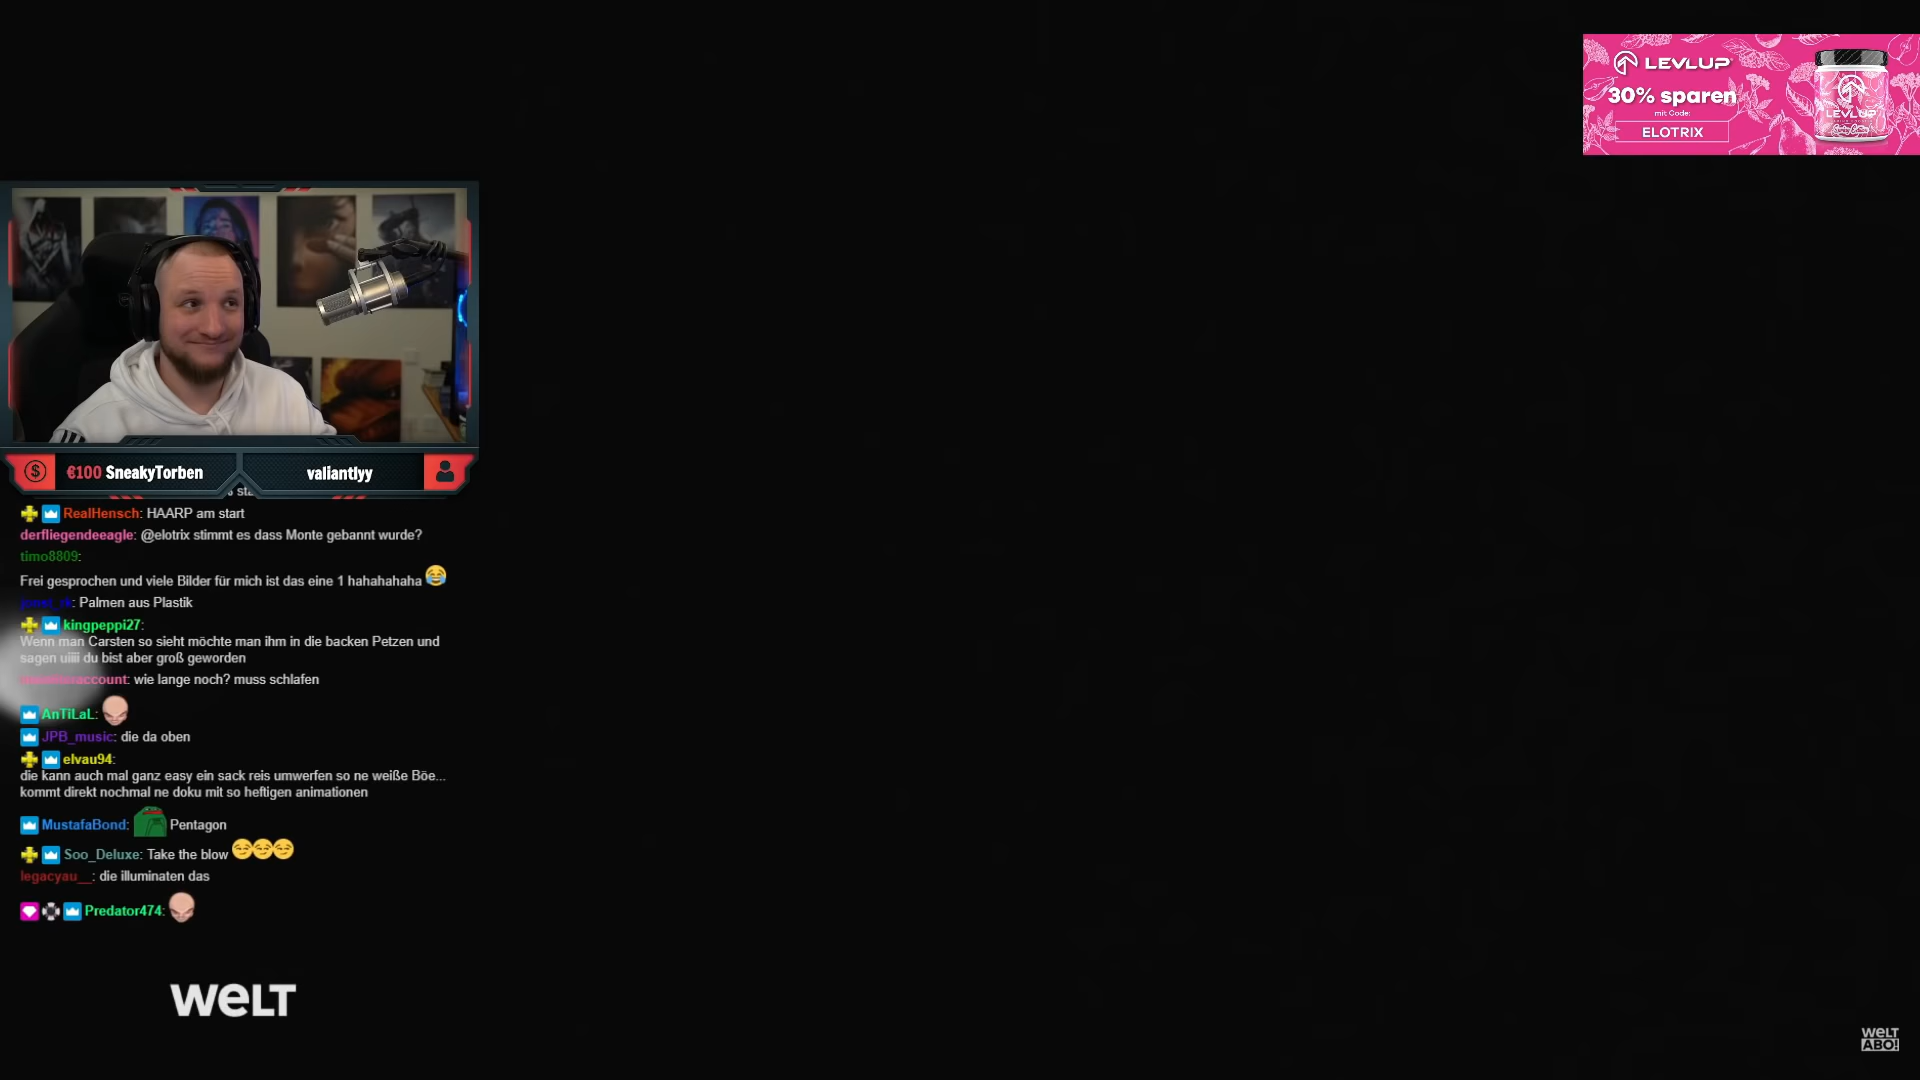 LEVLUP
30% sparen
mit Code:
ELOTRIX
LEVLUP
€100 SneakyTorben
valiantlyy
RealHensch: HAARP am start
derfliegendeeagle: @elotrix stimmt es dass Monte gebannt wurde?
timo8809:
Frei gesprochen und viele Bilder für mich ist das eine 1 hahahahaha 😂
: Palmen aus Plastik
kingpeppi27:
Wenn man Carsten so sieht möchte man ihm in die backen Petzen und
sagen uiiii du bist aber groß geworden
: wie lange noch? muss schlafen
AnTiLaL:
JPB_music: die da oben
elvau94:
die kann auch mal ganz easy ein sack reis umwerfen so ne weiße Böe...
kommt direkt nochmal ne doku mit so heftigen animationen
MustafaBond: Pentagon
Soo_Deluxe: Take the blow 😏😏😏
legacyau__: die illuminaten das
Predator474:
WELT
WELT
ABO!